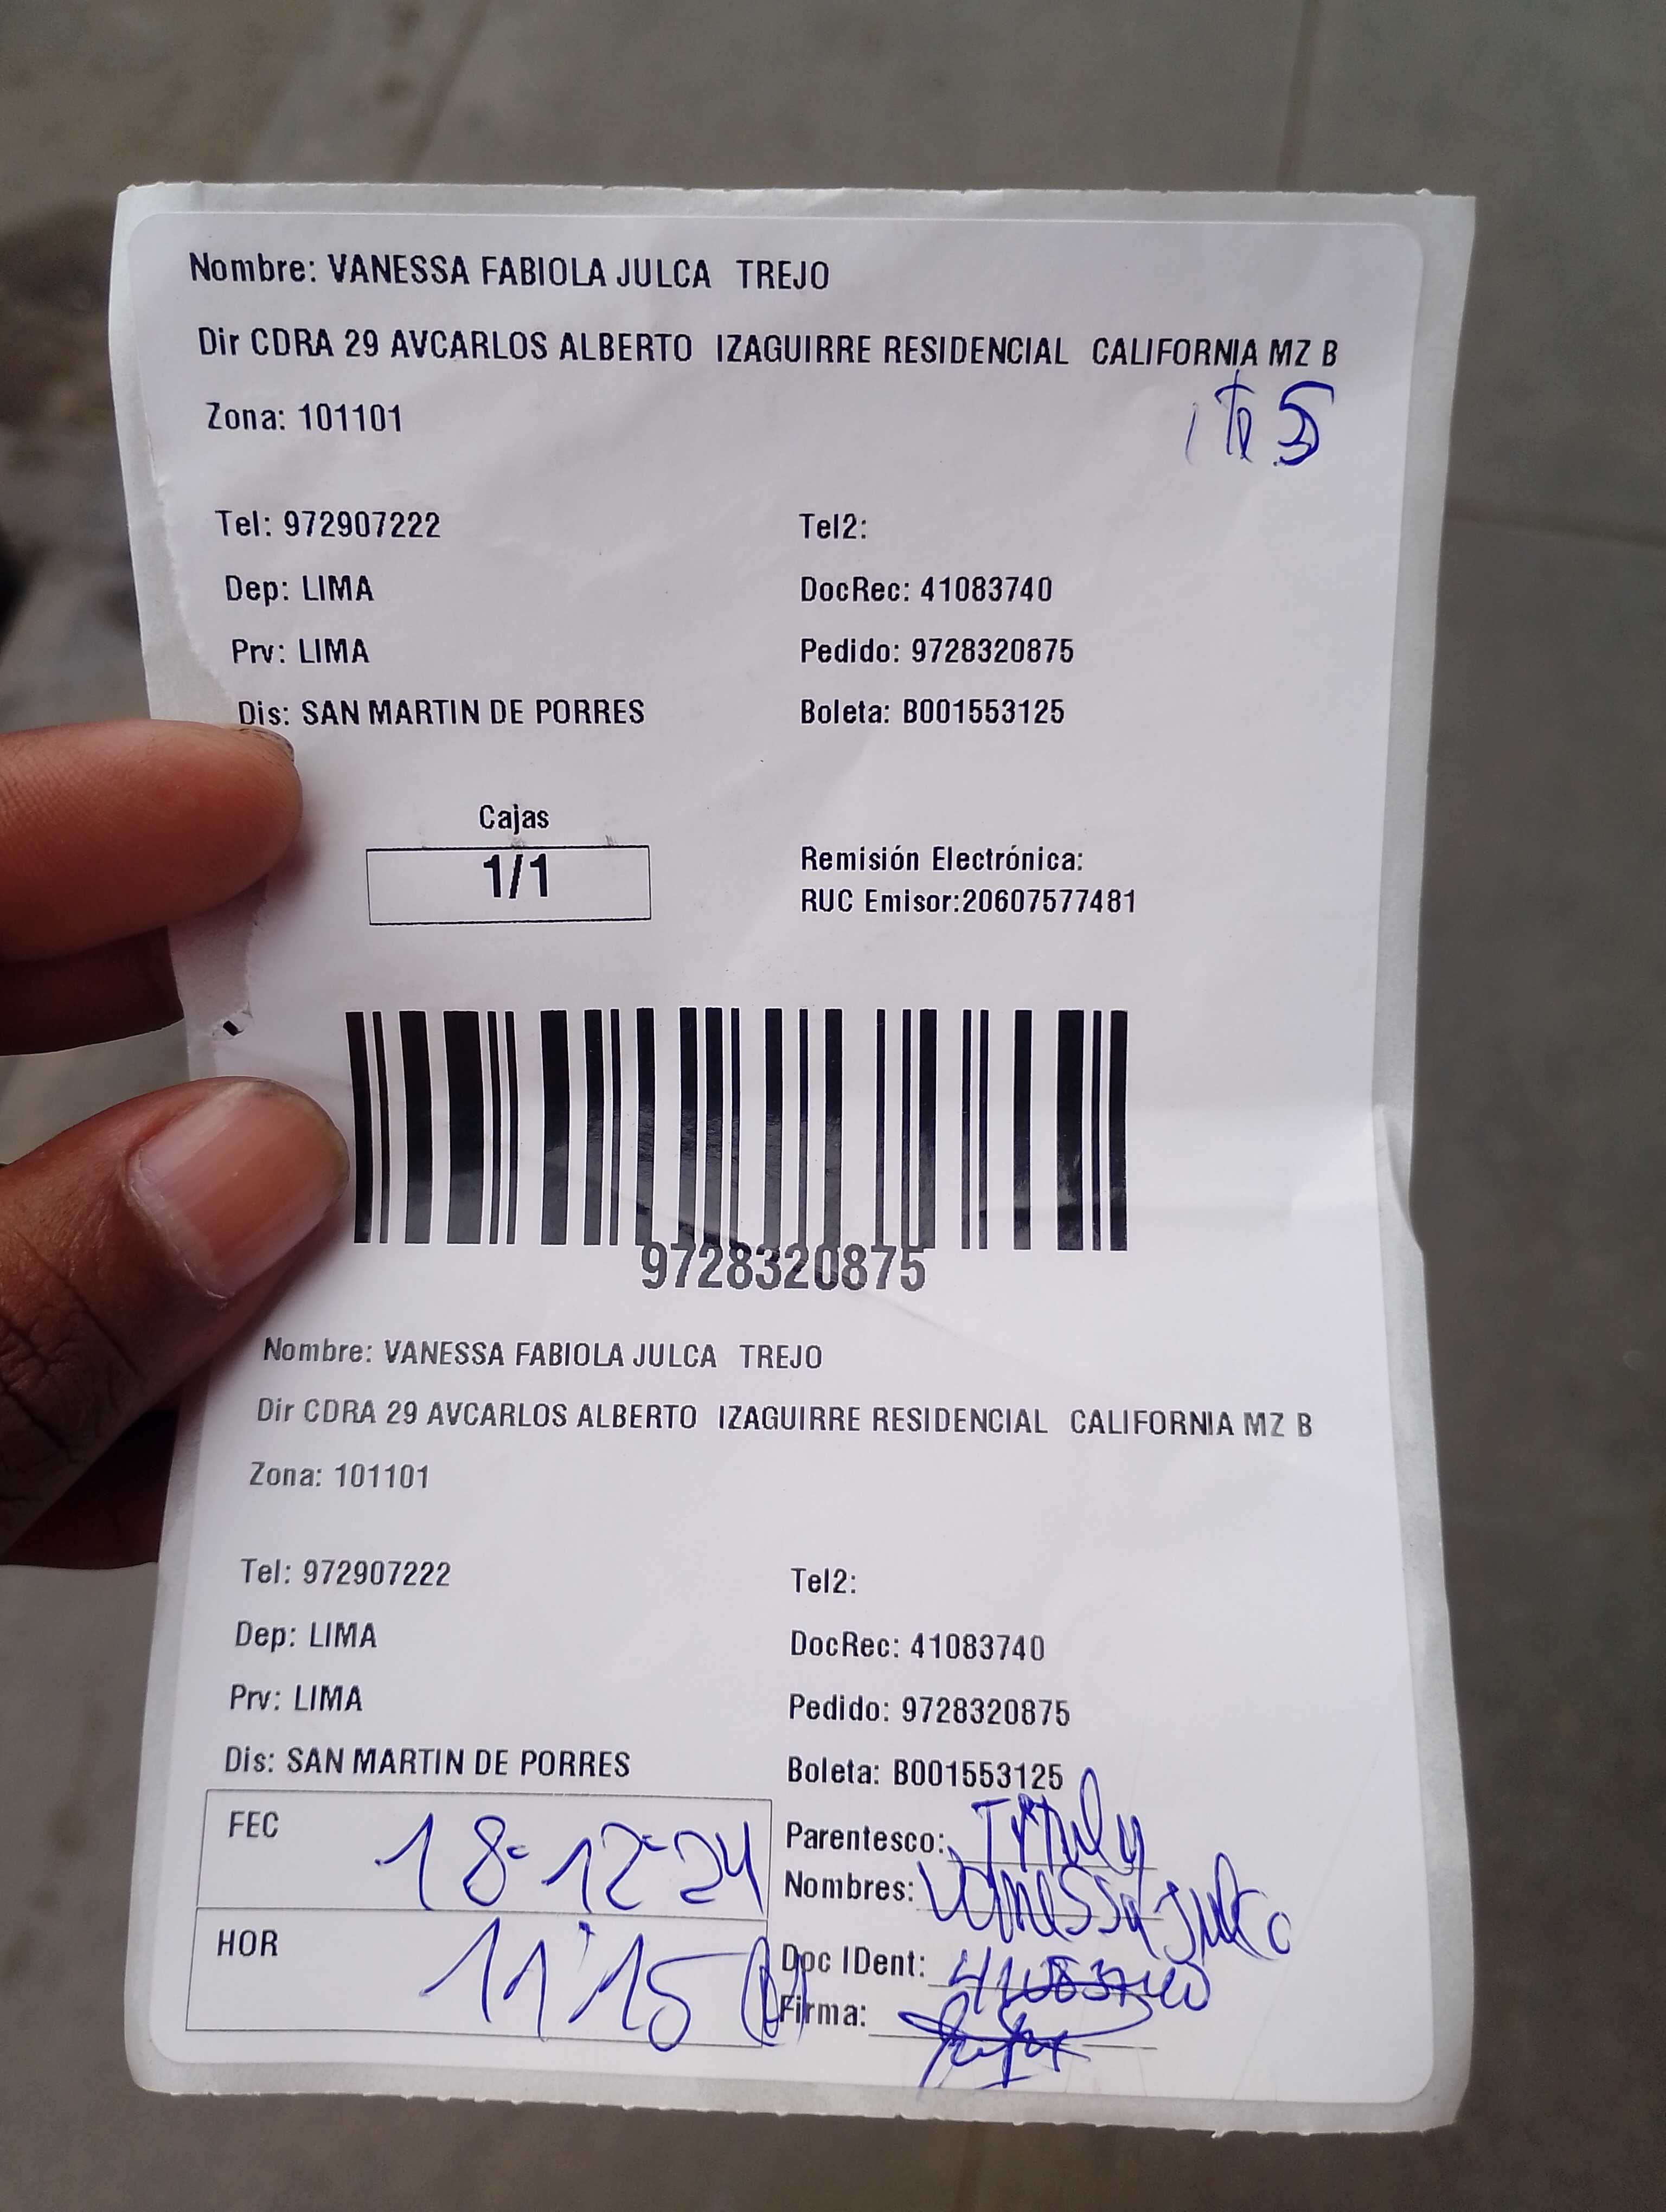 Nombre: VANESSA FABIOLA JULCA TREJO
Dir CDRA 29 AVCARLOS ALBERTO IZAGUIRRE RESIDENCIAL CALIFORNIA MZ B
Zona: 101101
Tel: 972907222 Tel2:
Dep: LIMA DocRec: 41083740
Prv: LIMA Pedido: 9728320875
Dis: SAN MARTIN DE PORRES Boleta: B001553125
Cajas
1/1
Remisión Electrónica:
RUC Emisor:20607577481
9728320875
Nombre: VANESSA FABIOLA JULCA TREJO
Dir CDRA 29 AVCARLOS ALBERTO IZAGUIRRE RESIDENCIAL CALIFORNIA MZ B
Zona: 101101
Tel: 972907222 Tel2:
Dep: LIMA DocRec: 41083740
Prv: LIMA Pedido: 9728320875
Dis: SAN MARTIN DE PORRES Boleta: B001553125
FEC 18-12-24 Parentesco:
Nombres: Vanessa Julca
HOR 11:15 Doc IDent: 41083740
Firma: